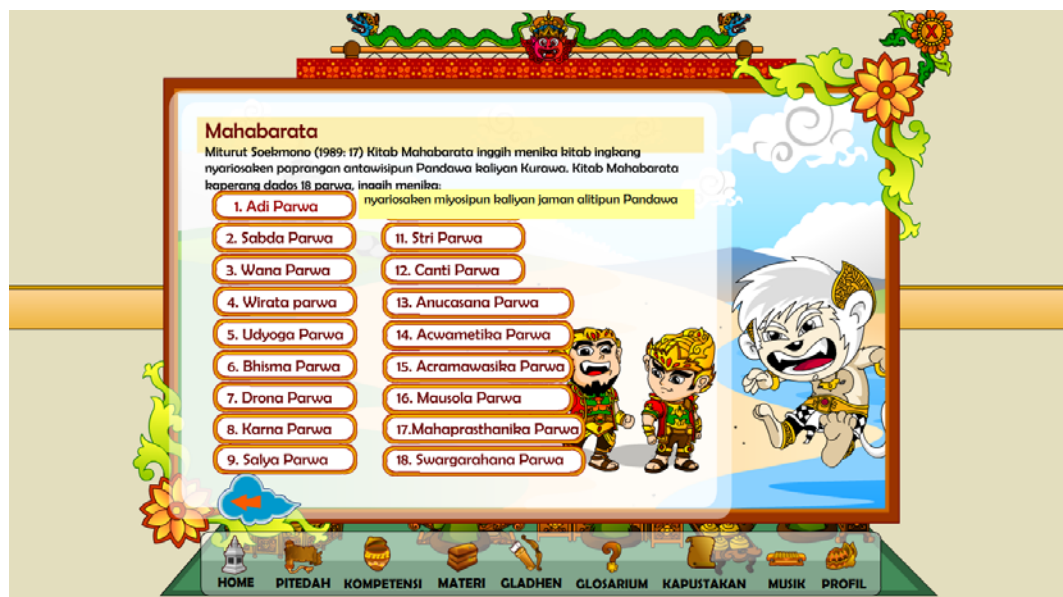 X
Mahabarata
Miturut Soekmono (1989: 17) Kitab Mahabarata inggih menika kitab ingkang
nyariosaken paprangan antawisipun Pandawa kaliyan Kurawa. Kitab Mahabarata
kaperang dados 18 parwa, inggih menika:
1. Adi Parwa
nyariosaken miyosipun kaliyan jaman alitipun Pandawa
2. Sabda Parwa
3. Wana Parwa
4. Wirata parwa
5. Udyoga Parwa
6. Bhisma Parwa
7. Drona Parwa
8. Karna Parwa
9. Salya Parwa
11. Stri Parwa
12. Canti Parwa
13. Anucasana Parwa
14. Acwametika Parwa
15. Acramawasika Parwa
16. Mausola Parwa
17.Mahaprasthanika Parwa
18. Swargarahana Parwa
HOME
PITEDAH
KOMPETENSI
MATERI
GLADHEN
GLOSARIUM
KAPUSTAKAN
MUSIK
PROFIL